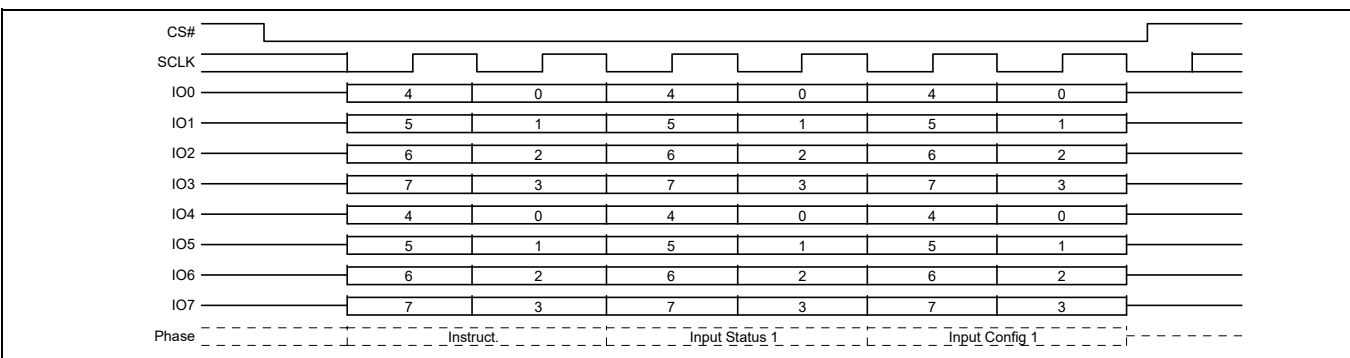 CS#
SCLK
IO0 4 0 4 0 4 0
IO1 5 1 5 1 5 1
IO2 6 2 6 2 6 2
IO3 7 3 7 3 7 3
IO4 4 0 4 0 4 0
IO5 5 1 5 1 5 1
IO6 6 2 6 2 6 2
IO7 7 3 7 3 7 3
Phase Instruct. Input Status 1 Input Config 1